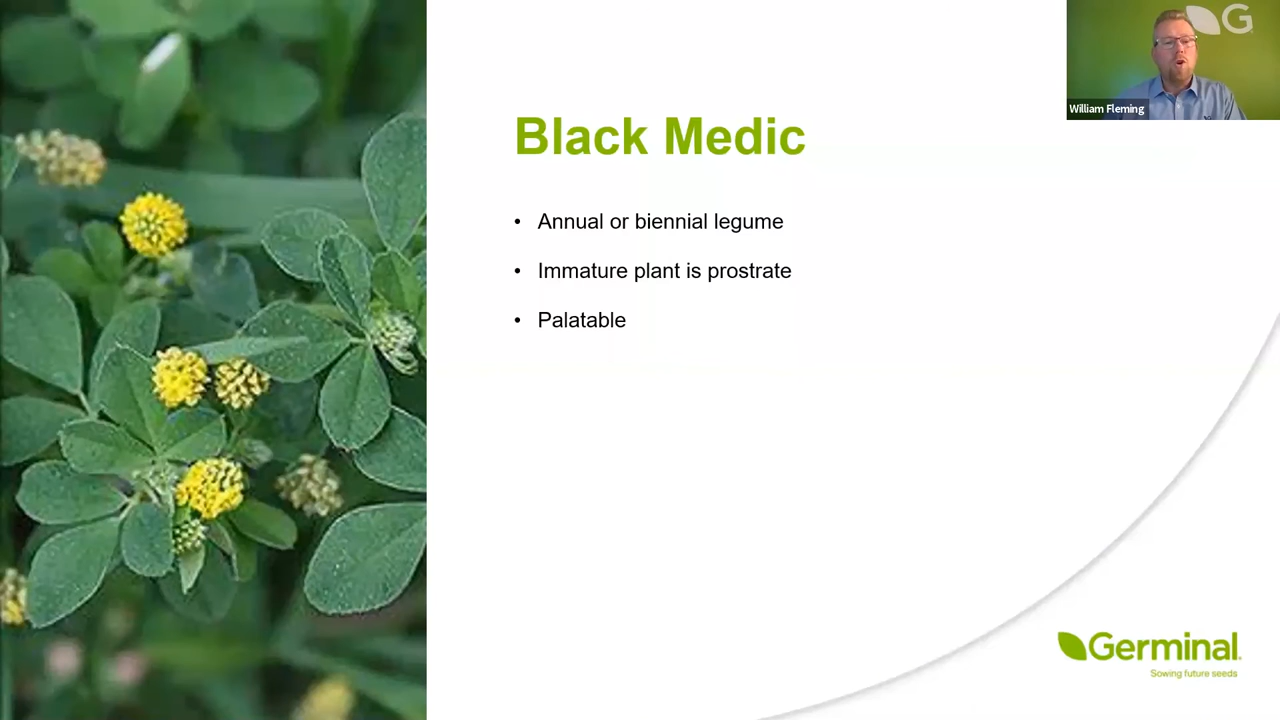 William Fleming
Black Medic
• Annual or biennial legume
• Immature plant is prostrate
• Palatable
Germinal
Sowing future seeds